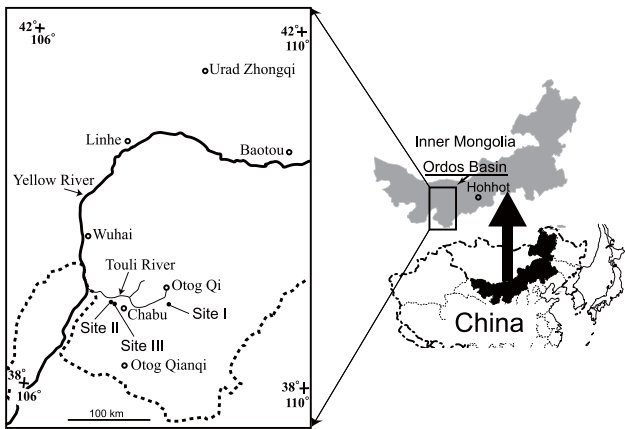 42°
106°
42°
110°
Urad Zhongqi
Linhe
Baotou
Yellow River
Wuhai
Touli River
Otog Qi
Chabu
Site I
Site II
Site III
Otog Qianqi
38°
106°
38°
110°
100 km
Inner Mongolia
Ordos Basin
Hohhot
China